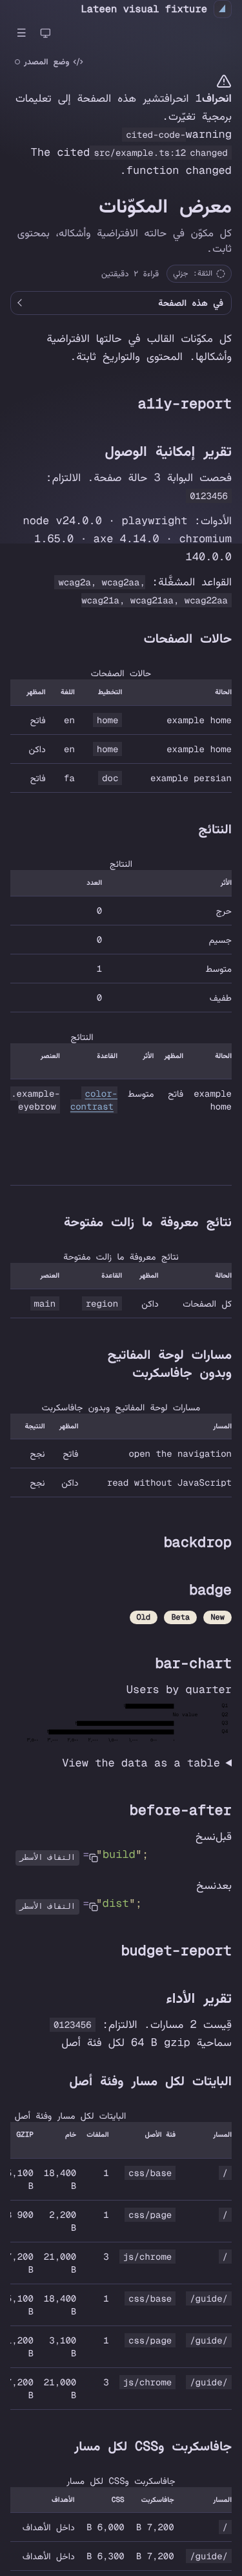 Lateen visual fixture
وضع المصدر
انحراف1 انحرافتشير هذه الصفحة إلى تعليمات
برمجية تغيّرت.
cited-code-warning
The cited src/example.ts:12 changed
function changed.
معرض المكوّنات
كل مكوّن في حالته الافتراضية وأشكاله، بمحتوى
ثابت.
الثقة: جزئي
قراءة ٢ دقيقتين
في هذه الصفحة
كل مكوّنات القالب في حالتها الافتراضية
وأشكالها. المحتوى والتواريخ ثابتة.
a11y-report
تقرير إمكانية الوصول
فحصت البوابة 3 حالة صفحة. الالتزام:
0123456
الأدوات: node v24.0.0 · playwright
1.65.0 · axe 4.14.0 · chromium
140.0.0
القواعد المشغَّلة: wcag2a, wcag2aa,
wcag21a, wcag21aa, wcag22aa
حالات الصفحات
حالات الصفحات
الحالة التخطيط اللغة المظهر
example home home en فاتح
example home home en داكن
example persian doc fa فاتح
النتائج
النتائج
الأثر العدد
حرج 0
جسيم 0
متوسط 1
طفيف 0
النتائج
الحالة المظهر الأثر القاعدة العنصر
example home فاتح متوسط color-contrast .example-eyebrow
نتائج معروفة ما زالت مفتوحة
نتائج معروفة ما زالت مفتوحة
الحالة المظهر القاعدة العنصر
كل الصفحات داكن region main
مسارات لوحة المفاتيح
وبدون جافاسكربت
مسارات لوحة المفاتيح وبدون جافاسكربت
المسار المظهر النتيجة
open the navigation فاتح نجح
read without JavaScript داكن نجح
backdrop
badge
New Beta Old
bar-chart
Users by quarter
No value
View the data as a table
before-after
قبلنسخ
= "build";
التفاف الأسطر
بعدنسخ
= "dist";
التفاف الأسطر
budget-report
تقرير الأداء
قِيست 2 مسارات. الالتزام: 0123456
سماحية 64 B gzip لكل فئة أصل
البايتات لكل مسار وفئة أصل
البايتات لكل مسار وفئة أصل
المسار فئة الأصل الملفات خام GZIP
/ css/base 1 18,400 B ,100 B
/ css/page 1 2,200 B 900
/ js/chrome 3 21,000 B ,200 B
/guide/ css/base 1 18,400 B ,100 B
/guide/ css/page 1 3,100 B ,200 B
/guide/ js/chrome 3 21,000 B ,200 B
جافاسكربت وCSS لكل مسار
جافاسكربت وCSS لكل مسار
المسار جافاسكربت CSS الأهداف
/ 7,200 B 6,000 B داخل الأهداف
/guide/ 7,200 B 6,300 B داخل الأهداف